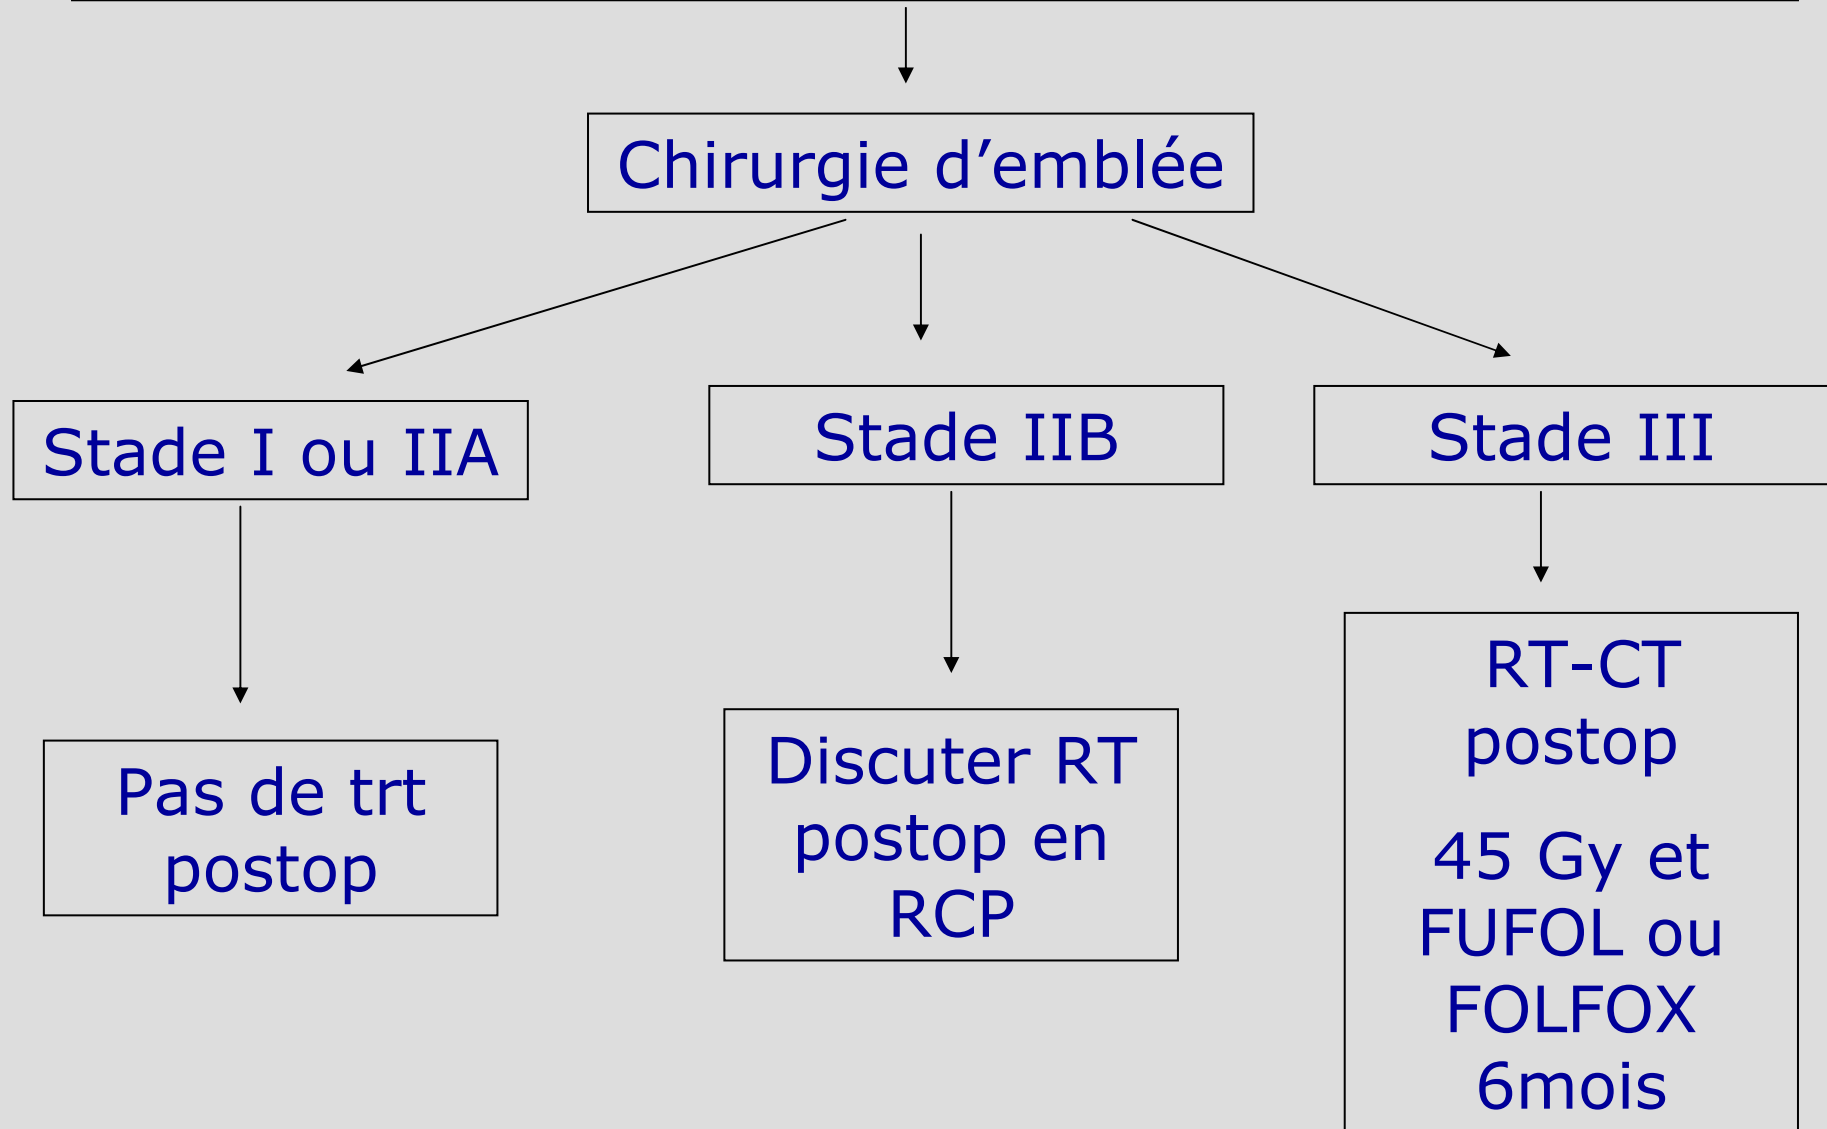 Chirurgie d’emblée
Stade I ou IIA
Stade IIB
Stade III
Pas de trt
postop
Discuter RT
postop en
RCP
RT-CT
postop
45 Gy et
FUFOL ou
FOLFOX
6mois